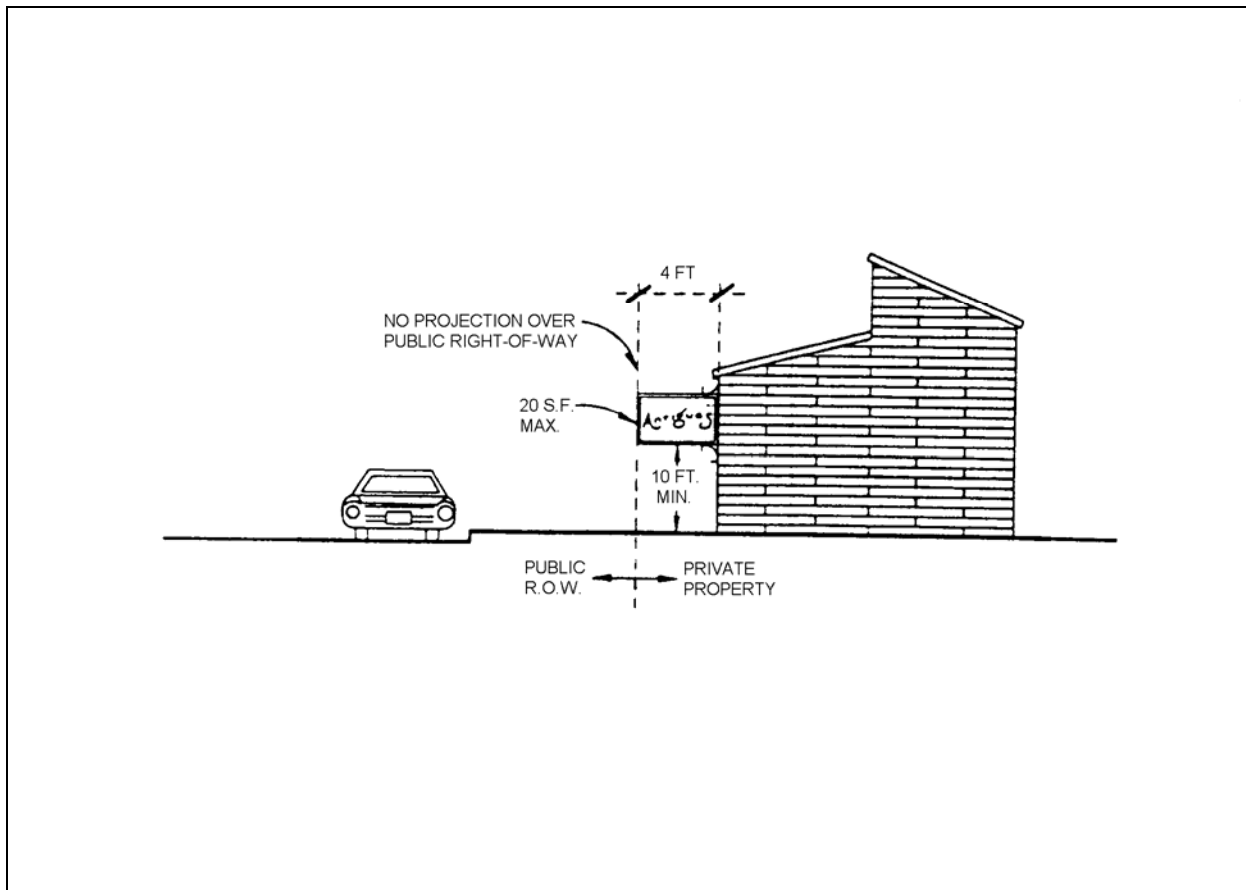 4 FT
NO PROJECTION OVER
PUBLIC RIGHT-OF-WAY
20 S.F.
MAX.
Antiques
10 FT.
MIN.
PUBLIC
R.O.W.
PRIVATE
PROPERTY